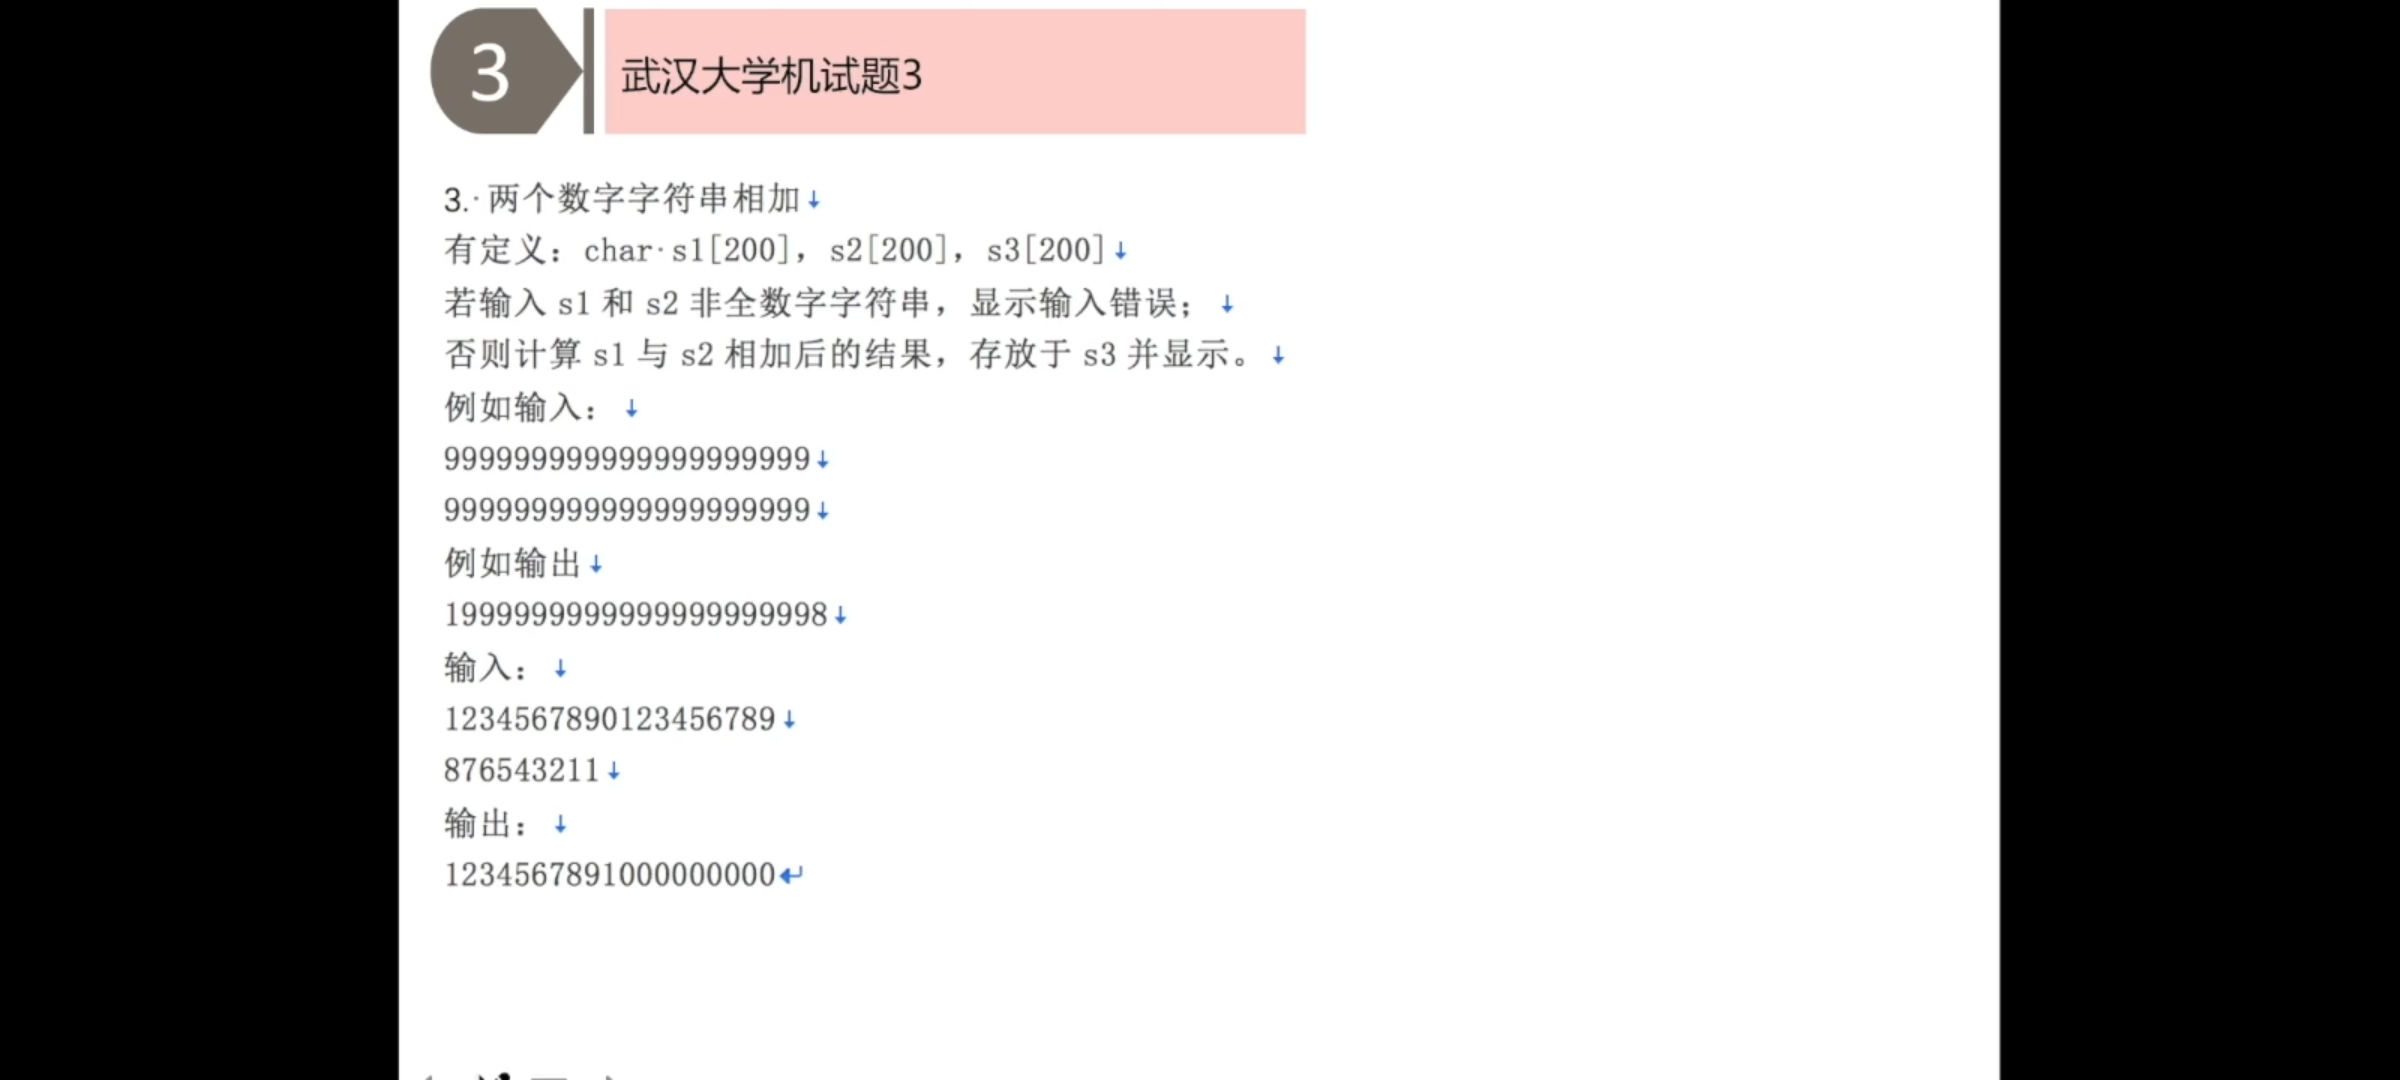 3
武汉大学机试题3
3.·两个数字字符串相加↓
有定义：char·s1[200]，s2[200]，s3[200]↓
若输入 s1 和 s2 非全数字字符串，显示输入错误；↓
否则计算 s1 与 s2 相加后的结果，存放于 s3 并显示。↓
例如输入：↓
999999999999999999999↓
999999999999999999999↓
例如输出↓
1999999999999999999998↓
输入：↓
1234567890123456789↓
876543211↓
输出：↓
1234567891000000000↵